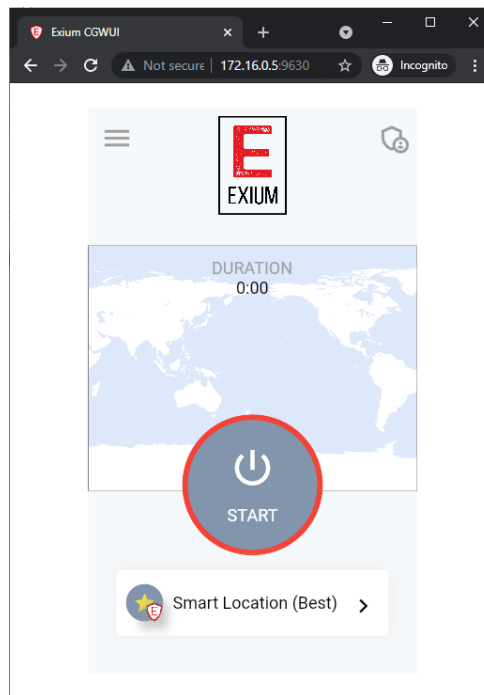 Exium CGWUI
Not secure | 172.16.0.5:9630
Incognito
E
EXIUM
DURATION
0:00
START
E
Smart Location (Best)